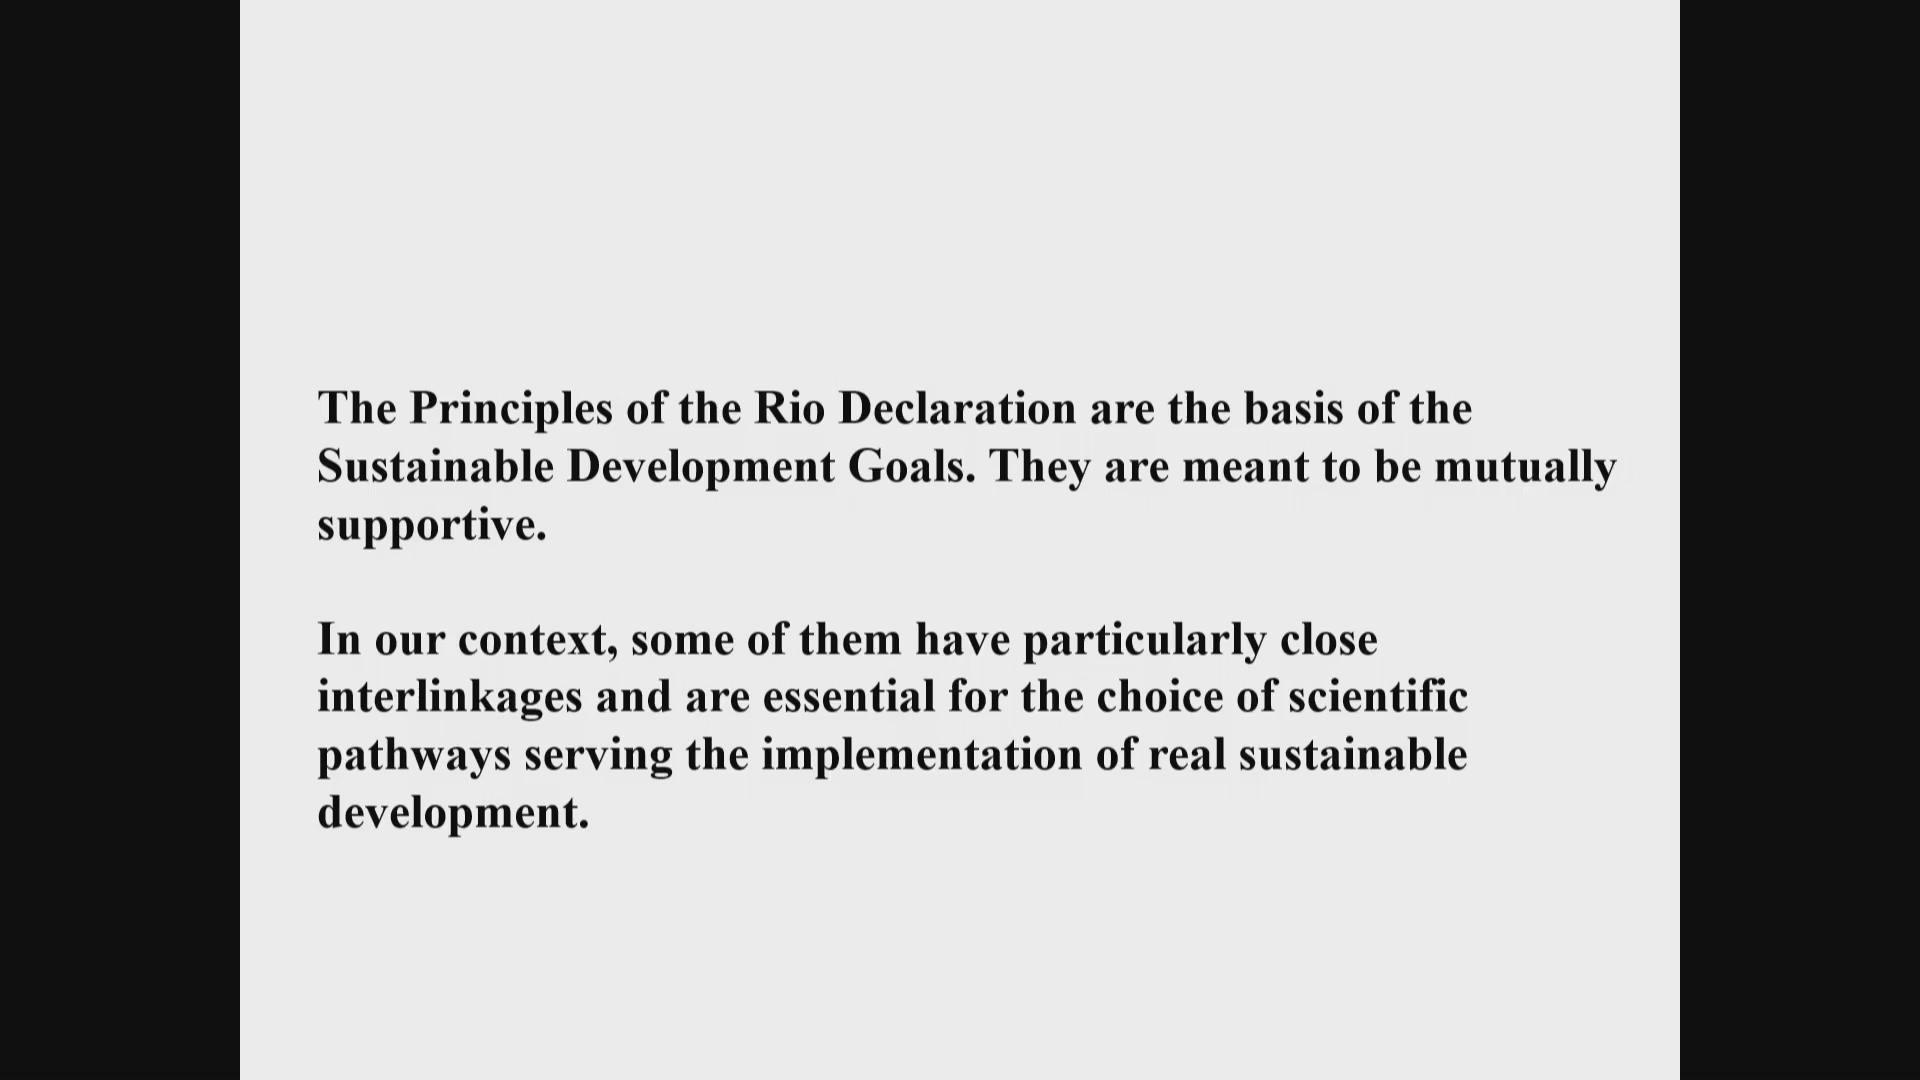 The Principles of the Rio Declaration are the basis of the
Sustainable Development Goals. They are meant to be mutually
supportive.
In our context, some of them have particularly close
interlinkages and are essential for the choice of scientific
pathways serving the implementation of real sustainable
development.